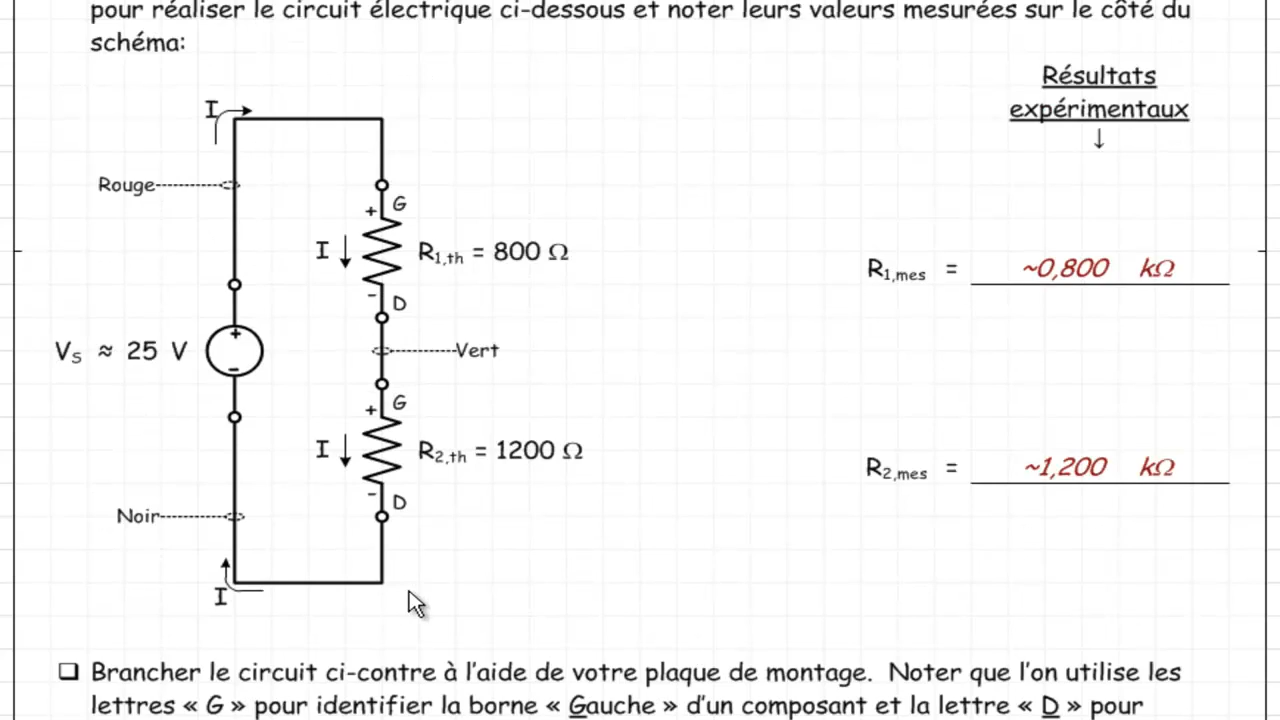 pour réaliser le circuit électrique ci-dessous et noter leurs valeurs mesurées sur le côté du
schéma:
Résultats
expérimentaux
↓
I
Rouge
G
+
I
R1,th = 800 Ω
R1,mes = ~0,800 kΩ
-
D
VS ≈ 25 V
+
-
Vert
G
+
I
R2,th = 1200 Ω
R2,mes = ~1,200 kΩ
-
D
Noir
I
❑ Brancher le circuit ci-contre à l'aide de votre plaque de montage. Noter que l'on utilise les
lettres « G » pour identifier la borne « Gauche » d'un composant et la lettre « D » pour